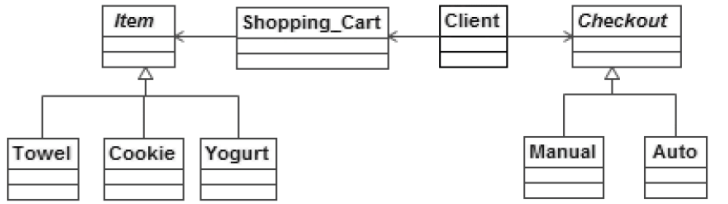 Item
Shopping_Cart
Client
Checkout
Towel
Cookie
Yogurt
Manual
Auto